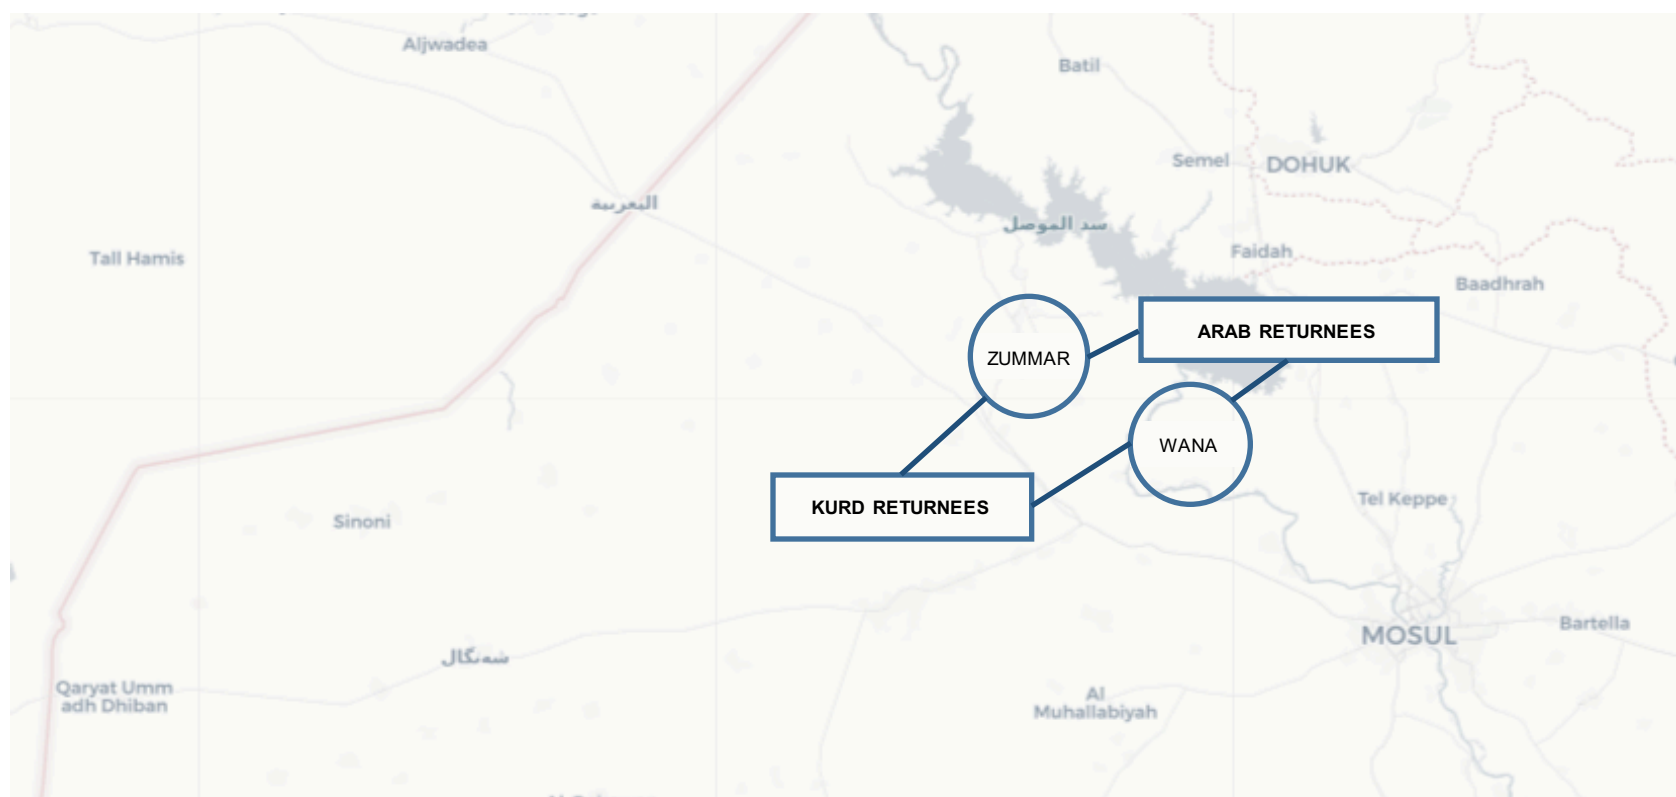 Aljwadea
Batil
Semel
DOHUK
اليعربية
سد الموصل
Tall Hamis
Faidah
Baadhrah
ARAB RETURNEES
ZUMMAR
WANA
KURD RETURNEES
Tel Keppe
Sinoni
MOSUL
Bartella
شەنگال
Qaryat Umm
adh Dhiban
Al
Muhallabiyah